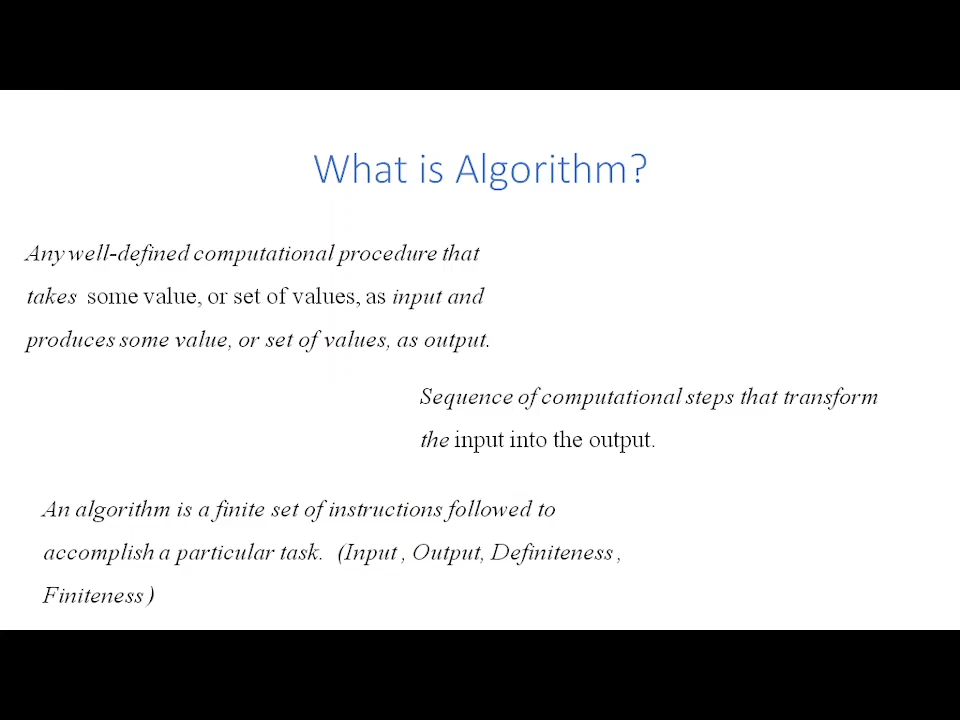 What is Algorithm?
Any well-defined computational procedure that
takes some value, or set of values, as input and
produces some value, or set of values, as output.
Sequence of computational steps that transform
the input into the output.
An algorithm is a finite set of instructions followed to
accomplish a particular task. (Input , Output, Definiteness ,
Finiteness )